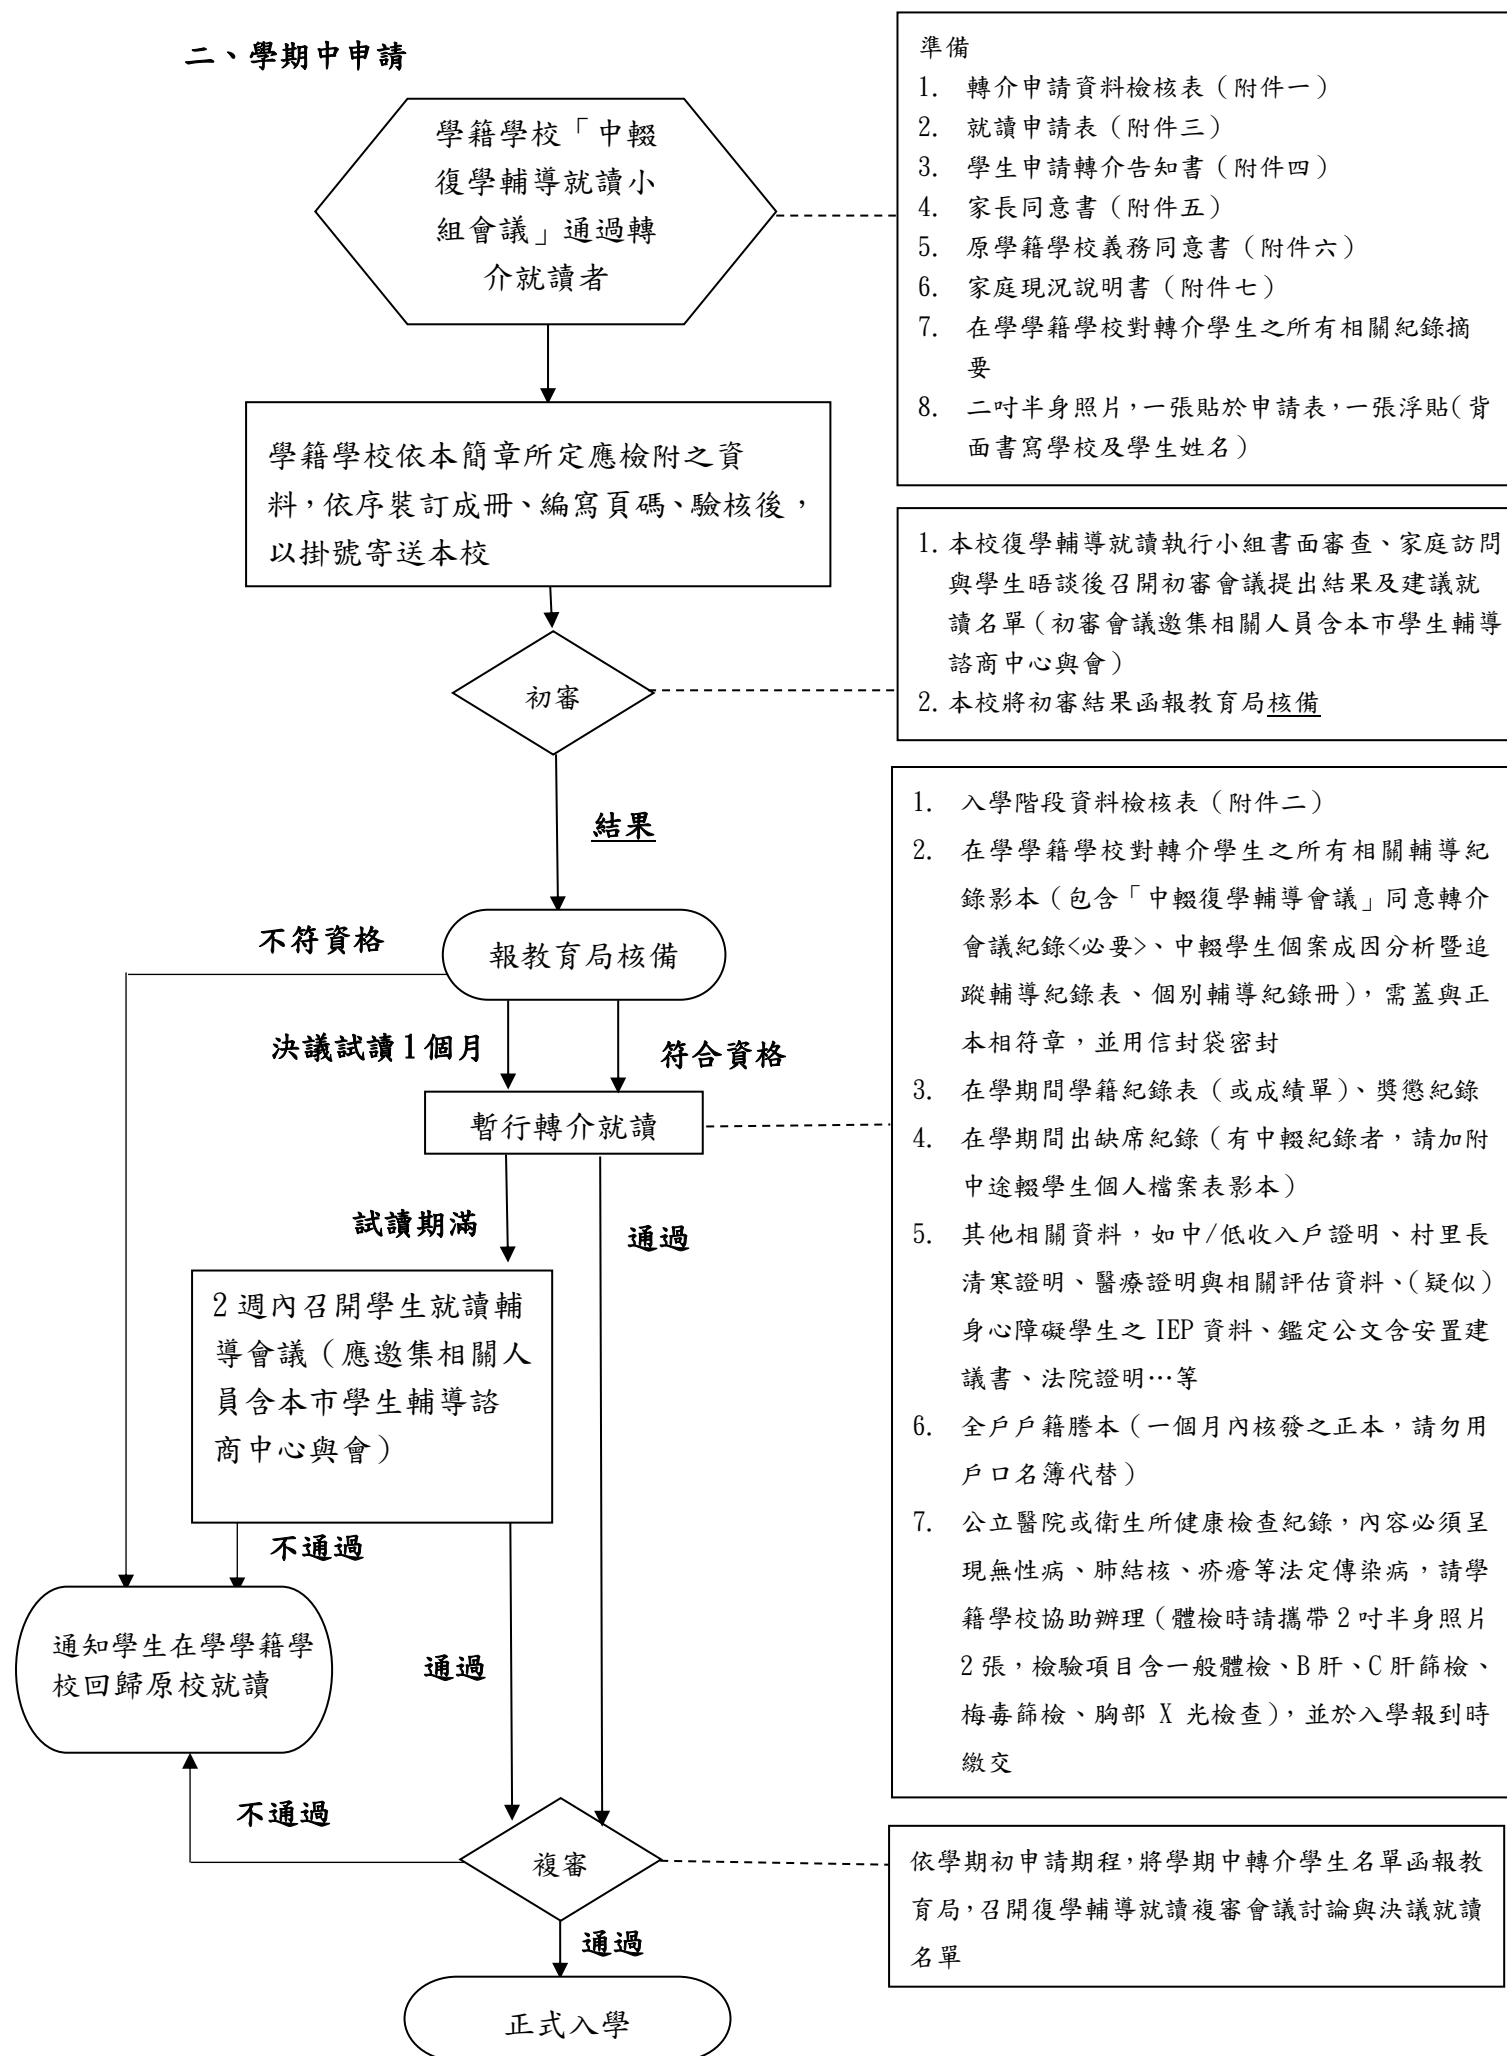 二、學期中申請
學籍學校「中輟
復學輔導就讀小
組會議」通過轉
介就讀者
準備
1. 轉介申請資料檢核表（附件一）
2. 就讀申請表（附件三）
3. 學生申請轉介告知書（附件四）
4. 家長同意書（附件五）
5. 原學籍學校義務同意書（附件六）
6. 家庭現況說明書（附件七）
7. 在學學籍學校對轉介學生之所有相關紀錄摘
要
8. 二吋半身照片，一張貼於申請表，一張浮貼(背
面書寫學校及學生姓名）
學籍學校依本簡章所定應檢附之資
料，依序裝訂成冊、編寫頁碼、驗核後，
以掛號寄送本校
1. 本校復學輔導就讀執行小組書面審查、家庭訪問
與學生晤談後召開初審會議提出結果及建議就
讀名單（初審會議邀集相關人員含本市學生輔導
諮商中心與會）
2. 本校將初審結果函報教育局核備
初審
結果
不符資格
報教育局核備
決議試讀1個月
符合資格
暫行轉介就讀
1. 入學階段資料檢核表（附件二）
2. 在學學籍學校對轉介學生之所有相關輔導紀
錄影本（包含「中輟復學輔導會議」同意轉介
會議紀錄<必要>、中輟學生個案成因分析暨追
蹤輔導紀錄表、個別輔導紀錄冊），需蓋與正
本相符章，並用信封袋密封
3. 在學期間學籍紀錄表（或成績單）、獎懲紀錄
4. 在學期間出缺席紀錄（有中輟紀錄者，請加附
中途輟學生個人檔案表影本）
5. 其他相關資料，如中/低收入戶證明、村里長
清寒證明、醫療證明與相關評估資料、（疑似）
身心障礙學生之 IEP 資料、鑑定公文含安置建
議書、法院證明…等
6. 全戶戶籍謄本（一個月內核發之正本，請勿用
戶口名簿代替）
7. 公立醫院或衛生所健康檢查紀錄，內容必須呈
現無性病、肺結核、疥瘡等法定傳染病，請學
籍學校協助辦理（體檢時請攜帶 2 吋半身照片
2 張，檢驗項目含一般體檢、B 肝、C 肝篩檢、
梅毒篩檢、胸部 X 光檢查），並於入學報到時
繳交
試讀期滿
通過
2 週內召開學生就讀輔
導會議（應邀集相關人
員含本市學生輔導諮
商中心與會）
不通過
通知學生在學學籍學
校回歸原校就讀
通過
不通過
複審
依學期初申請期程，將學期中轉介學生名單函報教
育局，召開復學輔導就讀複審會議討論與決議就讀
名單
通過
正式入學